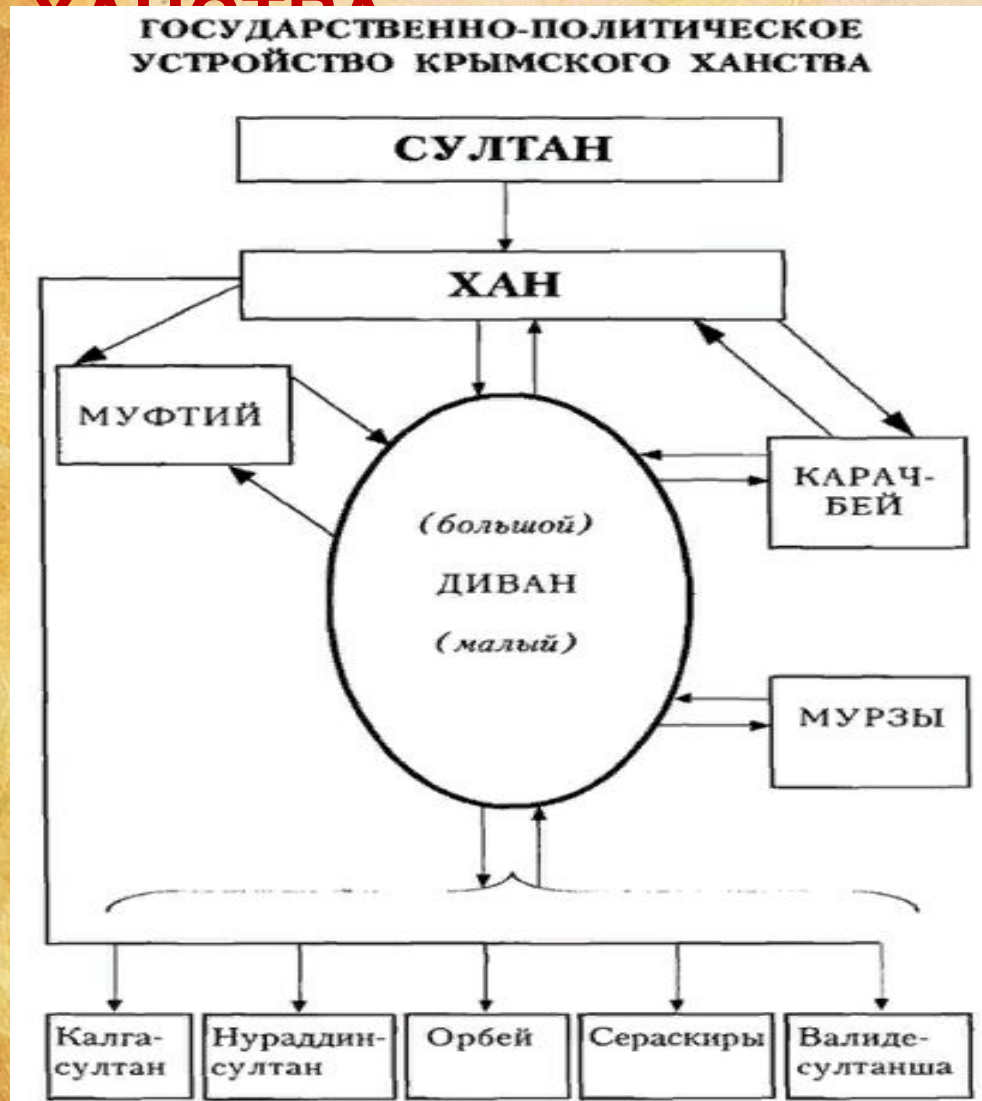 ХАНСТВА
ГОСУДАРСТВЕННО-ПОЛИТИЧЕСКОЕ
УСТРОЙСТВО КРЫМСКОГО ХАНСТВА
СУЛТАН
ХАН
МУФТИЙ
КАРАЧ-
БЕЙ
(большой)
ДИВАН
(малый)
МУРЗЫ
Калга-
султан
Нураддин-
султан
Орбей
Сераскиры
Валиде-
султанша